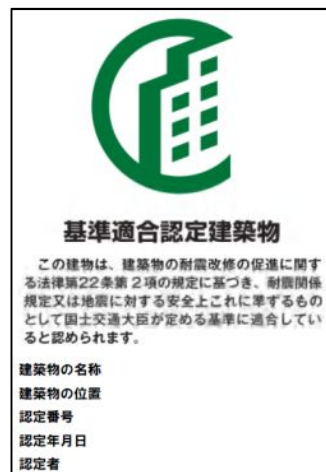 基準適合認定建築物
この建物は、建築物の耐震改修の促進に関す
る法律第22条第２項の規定に基づき、耐震関係
規定又は地震に対する安全上これに準ずるもの
として国土交通大臣が定める基準に適合してい
ると認められます。
建築物の名称
建築物の位置
認定番号
認定年月日
認定者